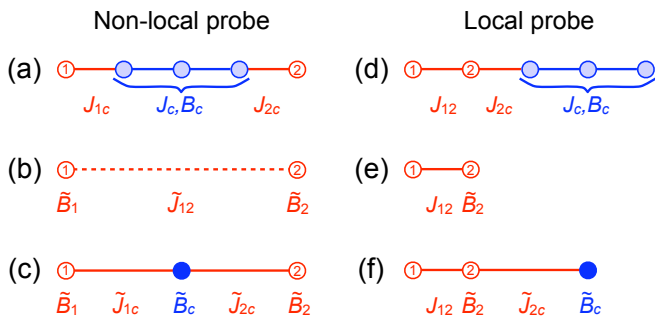 Non-local probe Local probe
(a) 1 2 (d) 1 2
J1c Jc,Bc J2c J12 J2c Jc,Bc
(b) 1 2 (e) 1 2
B̃1 J̃12 B̃2 J12 B̃2
(c) 1 2 (f) 1 2
B̃1 J̃1c B̃c J̃2c B̃2 J12 B̃2 J̃2c B̃c